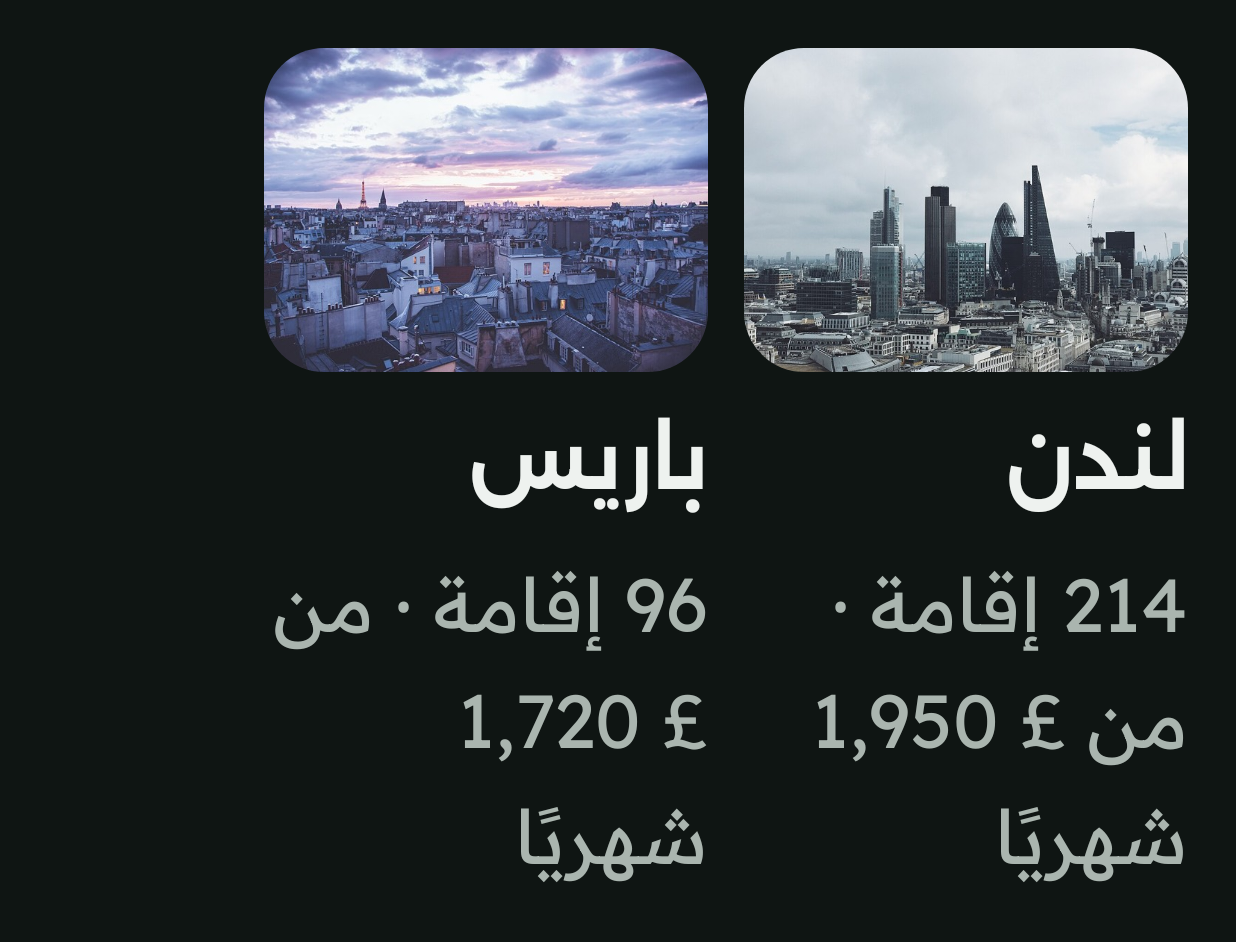 لندن
214 إقامة ·
من £ 1,950
شهريًا
باريس
96 إقامة · من
£ 1,720
شهريًا